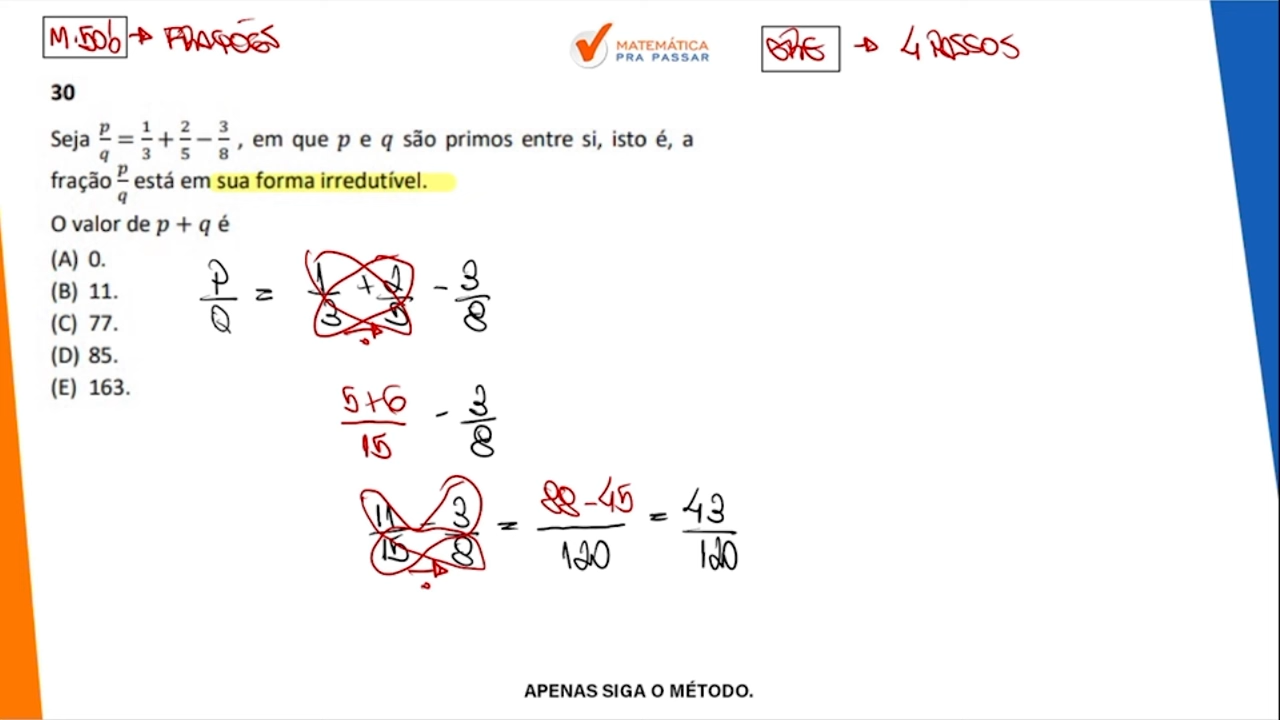 M.50b → FRAÇÕES
MATEMÁTICA
PRA PASSAR
→ 4 PASSOS
30
Seja p/q = 1/3 + 2/5 − 3/8 , em que p e q são primos entre si, isto é, a
fração p/q está em sua forma irredutível.
O valor de p + q é
(A) 0.
(B) 11.
(C) 77.
(D) 85.
(E) 163.
P/Q = 1/3 + 2/5 - 3/8
5+6/15 - 3/8
11/15 - 3/8 = 88-45/120 = 43/120
APENAS SIGA O MÉTODO.